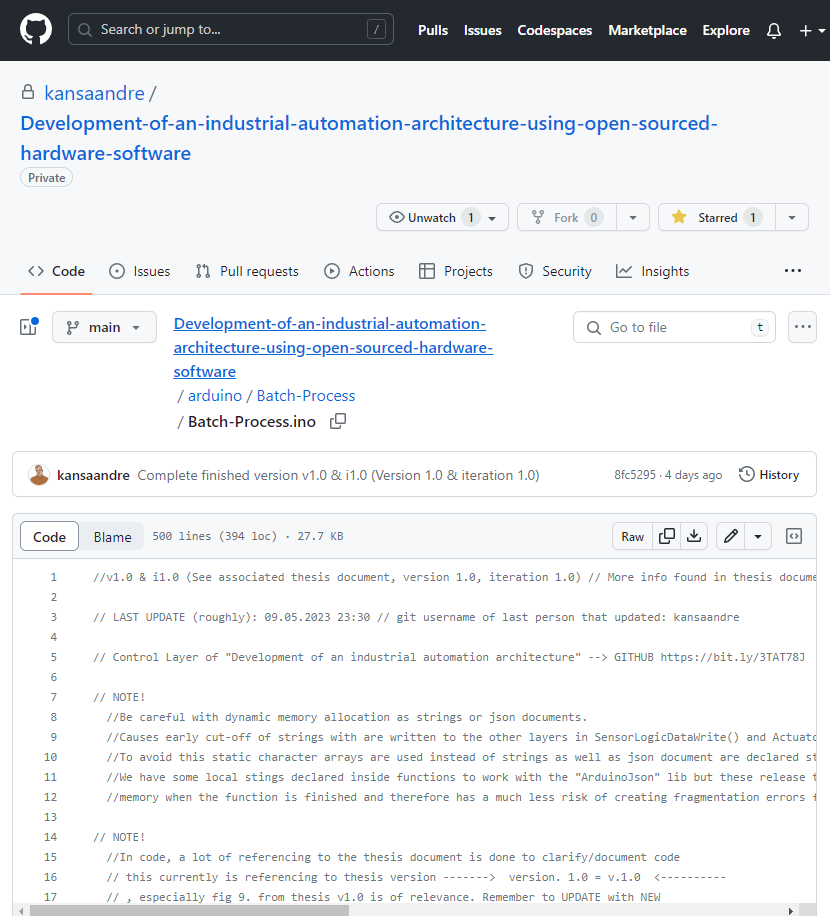 Search or jump to... /
Pulls Issues Codespaces Marketplace Explore
kansaandre /
Development-of-an-industrial-automation-architecture-using-open-sourced-
hardware-software
Private
Unwatch 1 Fork 0 Starred 1
Code Issues Pull requests Actions Projects Security Insights
main
Development-of-an-industrial-automation-
architecture-using-open-sourced-hardware-
software
/ arduino / Batch-Process
/ Batch-Process.ino
Go to file t
kansaandre Complete finished version v1.0 & i1.0 (Version 1.0 & iteration 1.0) 8fc5295 · 4 days ago History
Code Blame 500 lines (394 loc) · 27.7 KB Raw
1 //v1.0 & i1.0 (See associated thesis document, version 1.0, iteration 1.0) // More info found in thesis docume
2
3 // LAST UPDATE (roughly): 09.05.2023 23:30 // git username of last person that updated: kansaandre
4
5 // Control Layer of "Development of an industrial automation architecture" --> GITHUB https://bit.ly/3TAT78J
6
7 // NOTE!
8 //Be careful with dynamic memory allocation as strings or json documents.
9 //Causes early cut-off of strings with are written to the other layers in SensorLogicDataWrite() and Actuato
10 //To avoid this static character arrays are used instead of strings as well as json document are declared st
11 //We have some local stings declared inside functions to work with the "ArduinoJson" lib but these release t
12 //memory when the function is finished and therefore has a much less risk of creating fragmentation errors f
13
14 // NOTE!
15 //In code, a lot of referencing to the thesis document is done to clarify/document code
16 // this currently is referencing to thesis version -------> version. 1.0 = v.1.0 <----------
17 // , especially fig 9. from thesis v1.0 is of relevance. Remember to UPDATE with NEW